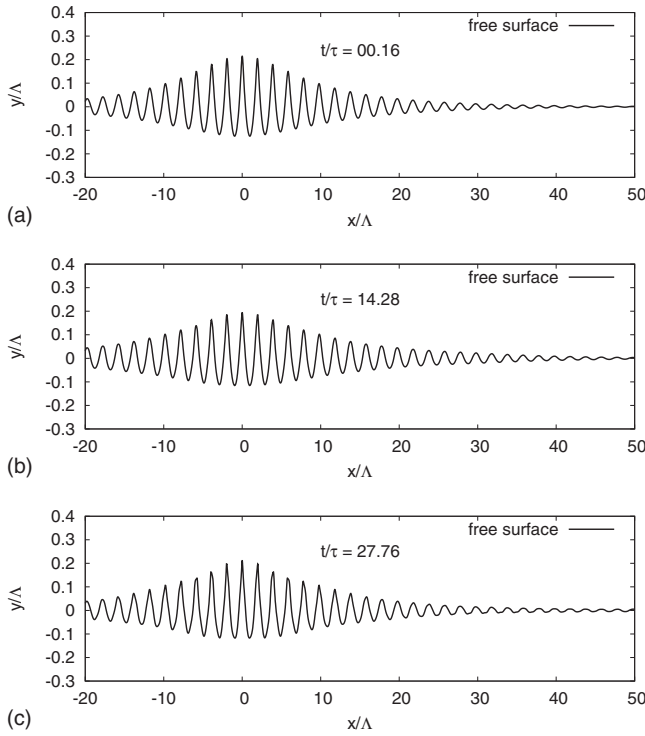 0.4
0.3
0.2
0.1
0
-0.1
-0.2
-0.3
y/Λ
free surface
t/τ = 00.16
-20 -10 0 10 20 30 40 50
x/Λ
(a)
0.4
0.3
0.2
0.1
0
-0.1
-0.2
-0.3
y/Λ
free surface
t/τ = 14.28
-20 -10 0 10 20 30 40 50
x/Λ
(b)
0.4
0.3
0.2
0.1
0
-0.1
-0.2
-0.3
y/Λ
free surface
t/τ = 27.76
-20 -10 0 10 20 30 40 50
x/Λ
(c)